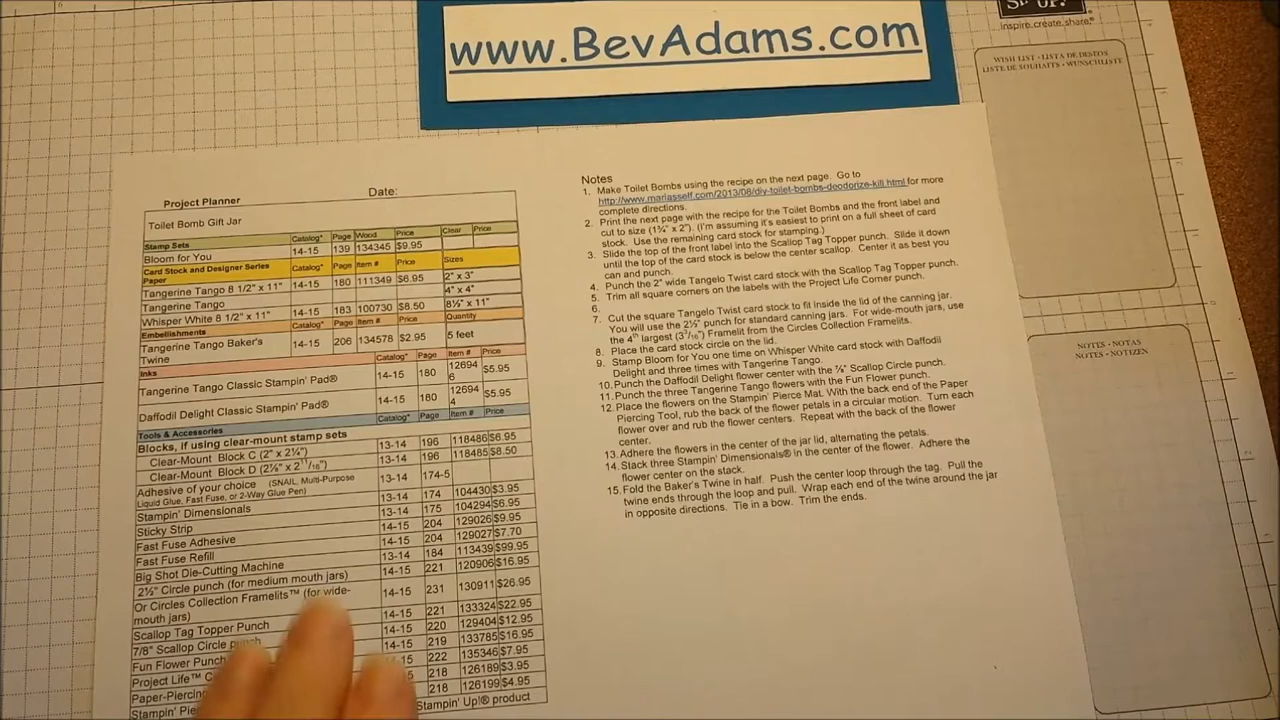 www.BevAdams.com
inspire.create.share.®
WISH LIST • LISTA DE DESEOS
LISTE DE SOUHAITS • WUNSCHLISTE
NOTES • NOTAS
NOTES • NOTIZEN
Project Planner
Date:
Toilet Bomb Gift Jar
Stamp Sets Catalog* Page Wood Price Clear Price
Bloom for You 14-15 139 134345 $9.95
Card Stock and Designer Series Paper Catalog* Page Item # Price Sizes
Tangerine Tango 8 1/2" x 11" 14-15 180 111349 $6.95 2" x 3"
Tangerine Tango 4" x 4"
Whisper White 8 1/2" x 11" 14-15 183 100730 $8.50 8½" x 11"
Embellishments Catalog* Page Item # Price Quantity
Tangerine Tango Baker's Twine 14-15 206 134578 $2.95 5 feet
Inks Catalog* Page Item # Price
Tangerine Tango Classic Stampin' Pad® 14-15 180 126946 $5.95
Daffodil Delight Classic Stampin' Pad® 14-15 180 126944 $5.95
Tools & Accessories Catalog* Page Item # Price
Blocks, if using clear-mount stamp sets
Clear-Mount Block C (2" x 2¼") 13-14 196 118486 $6.95
Clear-Mount Block D (2⅛" x 2 11/16") 13-14 196 118485 $8.50
Adhesive of your choice (SNAIL, Multi-Purpose
Liquid Glue, Fast Fuse, or 2-Way Glue Pen) 13-14 174-5
Stampin' Dimensionals 13-14 174 104430 $3.95
Sticky Strip 13-14 175 104294 $6.95
Fast Fuse Adhesive 14-15 204 129026 $9.95
Fast Fuse Refill 14-15 204 129027 $7.70
Big Shot Die-Cutting Machine 13-14 184 113439 $99.95
2½" Circle punch (for medium mouth jars) 14-15 221 120906 $16.95
Or Circles Collection Framelits™ (for wide-mouth jars) 14-15 231 130911 $26.95
Scallop Tag Topper Punch 14-15 221 133324 $22.95
7/8" Scallop Circle punch 14-15 220 129404 $12.95
Fun Flower Punch 14-15 219 133785 $16.95
Project Life™ 14-15 222 135346 $7.95
Paper-Piercing 218 126189 $3.95
Stampin' 218 126199 $4.95
Stampin' Up!® product
Notes
1. Make Toilet Bombs using the recipe on the next page. Go to
http://www.mariasself.com/2013/08/diy-toilet-bombs-deodorize-kill.html for more
complete directions.
2. Print the next page with the recipe for the Toilet Bombs and the front label and
cut to size (1¾" x 2"). (I'm assuming it's easiest to print on a full sheet of card
stock. Use the remaining card stock for stamping.)
3. Slide the top of the front label into the Scallop Tag Topper punch. Slide it down
until the top of the card stock is below the center scallop. Center it as best you
can and punch.
4. Punch the 2" wide Tangelo Twist card stock with the Scallop Tag Topper punch.
5. Trim all square corners on the labels with the Project Life Corner punch.
6.
7. Cut the square Tangelo Twist card stock to fit inside the lid of the canning jar.
You will use the 2½" punch for standard canning jars. For wide-mouth jars, use
the 4th largest (3 3/16") Framelit from the Circles Collection Framelits.
8. Place the card stock circle on the lid.
9. Stamp Bloom for You one time on Whisper White card stock with Daffodil
Delight and three times with Tangerine Tango.
10. Punch the Daffodil Delight flower center with the ⅞" Scallop Circle punch.
11. Punch the three Tangerine Tango flowers with the Fun Flower punch.
12. Place the flowers on the Stampin' Pierce Mat. With the back end of the Paper
Piercing Tool, rub the back of the flower petals in a circular motion. Turn each
flower over and rub the flower centers. Repeat with the back of the flower
center.
13. Adhere the flowers in the center of the jar lid, alternating the petals.
14. Stack three Stampin' Dimensionals® in the center of the flower. Adhere the
flower center on the stack.
15. Fold the Baker's Twine in half. Push the center loop through the tag. Pull the
twine ends through the loop and pull. Wrap each end of the twine around the jar
in opposite directions. Tie in a bow. Trim the ends.